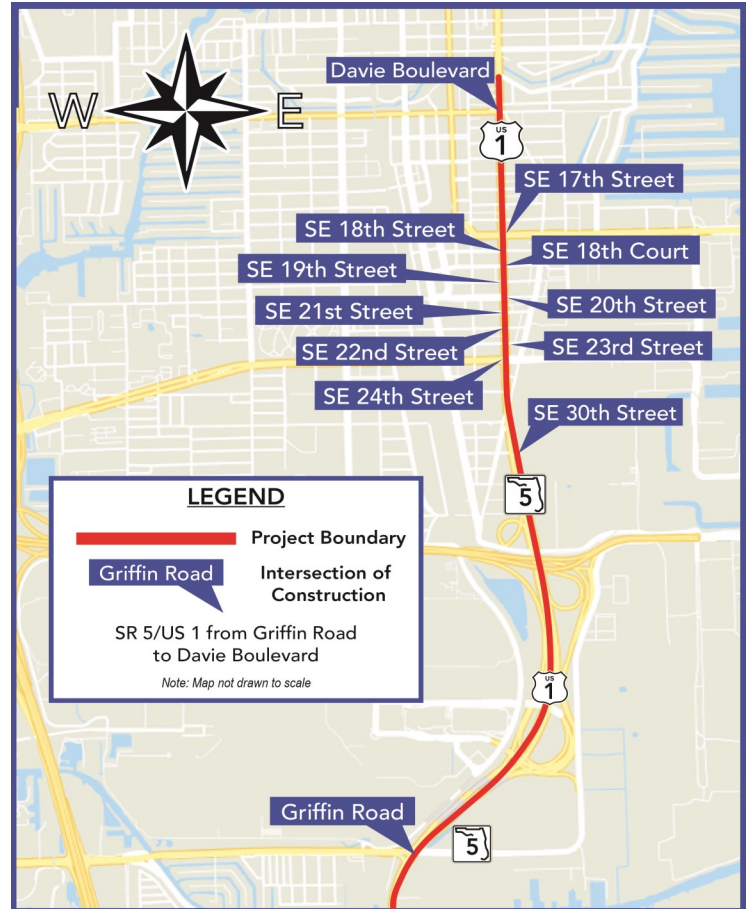 Davie Boulevard
W
E
US
1
SE 17th Street
SE 18th Street
SE 18th Court
SE 19th Street
SE 20th Street
SE 21st Street
SE 22nd Street
SE 23rd Street
SE 24th Street
SE 30th Street
5
LEGEND
Project Boundary
Griffin Road
Intersection of
Construction
SR 5/US 1 from Griffin Road
to Davie Boulevard
Note: Map not drawn to scale
US
1
Griffin Road
5